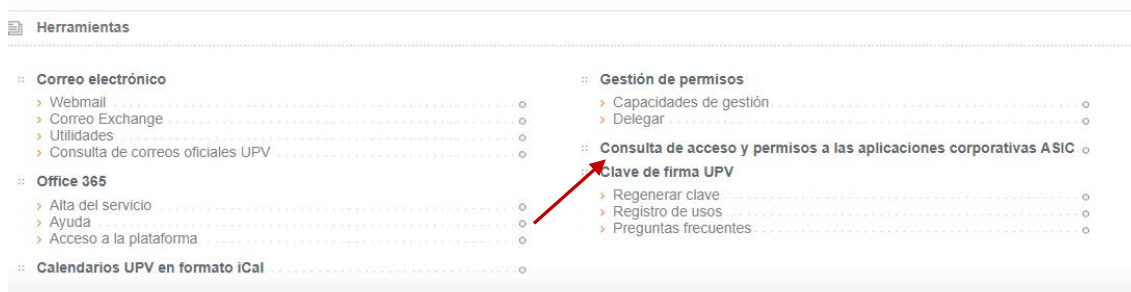 Herramientas
Correo electrónico
Webmail
Correo Exchange
Utilidades
Consulta de correos oficiales UPV
Office 365
Alta del servicio
Ayuda
Acceso a la plataforma
Calendarios UPV en formato iCal
Gestión de permisos
Capacidades de gestión
Delegar
Consulta de acceso y permisos a las aplicaciones corporativas ASIC
Clave de firma UPV
Regenerar clave
Registro de usos
Preguntas frecuentes